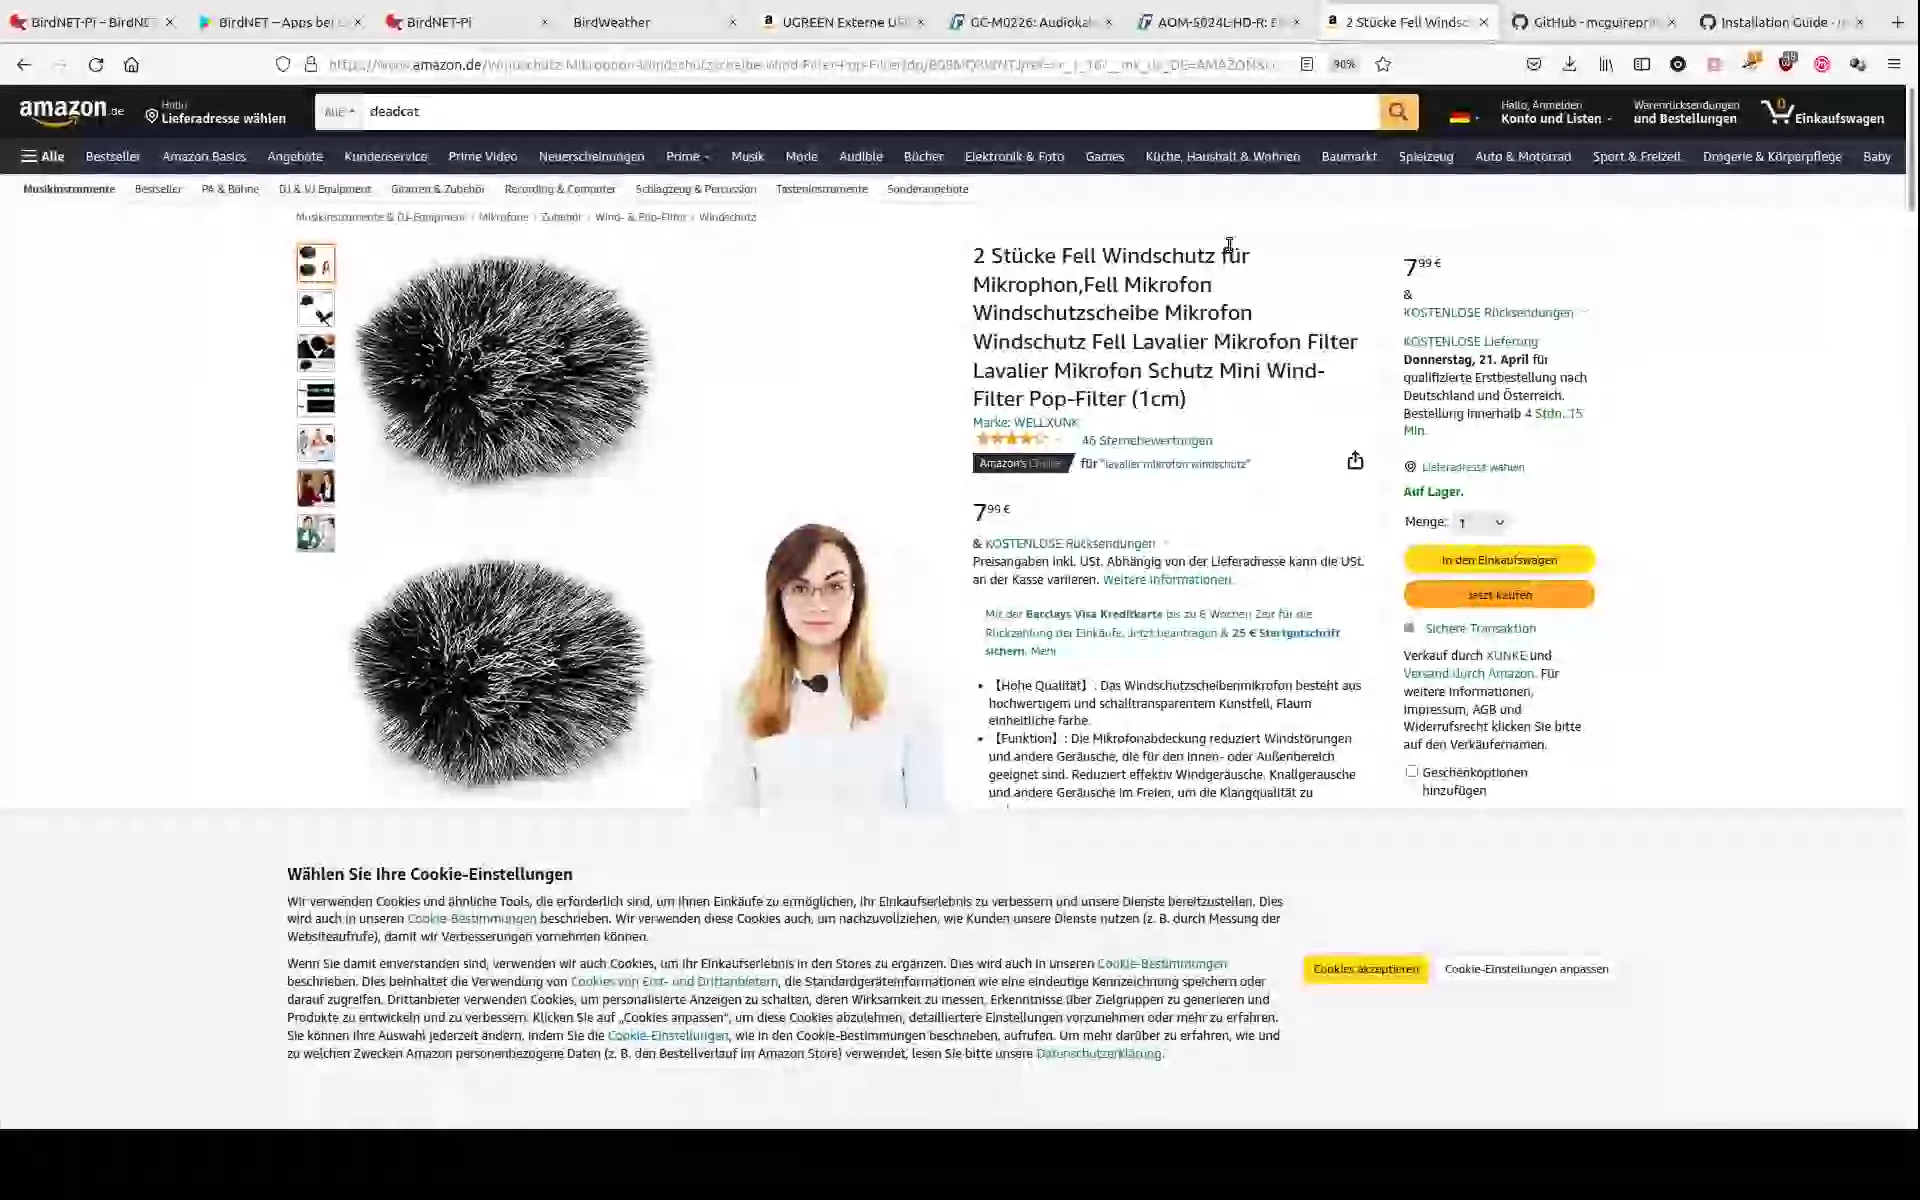 BirdNET-Pi – BirdNE
BirdNET – Apps bei
BirdNET-Pi
BirdWeather
UGREEN Externe U
GC-M0226: Audiokal
AOM-5024L-HD-R: E
2 Stücke Fell Windsc
GitHub - mcguirepr
Installation Guide ·
90%
amazon.de
Hallo
Lieferadresse wählen
Alle
deadcat
Hallo, Anmelden
Konto und Listen
Warenrücksendungen
und Bestellungen
0
Einkaufswagen
Alle Bestseller Amazon Basics Angebote Kundenservice Prime Video Neuerscheinungen Prime Musik Mode Audible Bücher Elektronik & Foto Games Küche, Haushalt & Wohnen Baumarkt Spielzeug Auto & Motorrad Sport & Freizeit Drogerie & Körperpflege Baby
Musikinstrumente Bestseller PA & Bühne DJ & VJ Equipment Gitarren & Zubehör Recording & Computer Schlagzeug & Percussion Tasteninstrumente Sonderangebote
Musikinstrumente & DJ-Equipment › Mikrofone › Zubehör › Wind- & Pop-Filter › Windschutz
2 Stücke Fell Windschutz für
Mikrophon,Fell Mikrofon
Windschutzscheibe Mikrofon
Windschutz Fell Lavalier Mikrofon Filter
Lavalier Mikrofon Schutz Mini Wind-
Filter Pop-Filter (1cm)
Marke: WELLXUNK
46 Sternebewertungen
Amazon's Choice für "lavalier mikrofon windschutz"
7,99 €
& KOSTENLOSE Rücksendungen
Preisangaben inkl. USt. Abhängig von der Lieferadresse kann die USt.
an der Kasse variieren. Weitere Informationen.
Mit der Barclays Visa Kreditkarte bis zu 8 Wochen Zeit für die
Rückzahlung der Einkäufe. Jetzt beantragen & 25 € Startgutschrift
sichern. Mehr
• 【Hohe Qualität】: Das Windschutzscheibenmikrofon besteht aus
hochwertigem und schalltransparentem Kunstfell, Flaum
einheitliche farbe.
• 【Funktion】: Die Mikrofonabdeckung reduziert Windstörungen
und andere Geräusche, die für den Innen- oder Außenbereich
geeignet sind. Reduziert effektiv Windgeräusche, Knallgeräusche
und andere Geräusche im Freien, um die Klangqualität zu
7,99 €
&
KOSTENLOSE Rücksendungen
KOSTENLOSE Lieferung
Donnerstag, 21. April für
qualifizierte Erstbestellung nach
Deutschland und Österreich.
Bestellung innerhalb 4 Stdn. 15
Min.
Lieferadresse wählen
Auf Lager.
Menge: 1
In den Einkaufswagen
Jetzt kaufen
Sichere Transaktion
Verkauf durch XUNKE und
Versand durch Amazon. Für
weitere Informationen,
Impressum, AGB und
Widerrufsrecht klicken Sie bitte
auf den Verkäufernamen.
Geschenkoptionen
hinzufügen
Wählen Sie Ihre Cookie-Einstellungen
Wir verwenden Cookies und ähnliche Tools, die erforderlich sind, um Ihnen Einkäufe zu ermöglichen, Ihr Einkaufserlebnis zu verbessern und unsere Dienste bereitzustellen. Dies
wird auch in unseren Cookie-Bestimmungen beschrieben. Wir verwenden diese Cookies auch, um nachzuvollziehen, wie Kunden unsere Dienste nutzen (z. B. durch Messung der
Websiteaufrufe), damit wir Verbesserungen vornehmen können.
Wenn Sie damit einverstanden sind, verwenden wir auch Cookies, um Ihr Einkaufserlebnis in den Stores zu ergänzen. Dies wird auch in unseren Cookie-Bestimmungen
beschrieben. Dies beinhaltet die Verwendung von Cookies von Erst- und Drittanbietern, die Standardgeräteinformationen wie eine eindeutige Kennzeichnung speichern oder
darauf zugreifen. Drittanbieter verwenden Cookies, um personalisierte Anzeigen zu schalten, deren Wirksamkeit zu messen, Erkenntnisse über Zielgruppen zu generieren und
Produkte zu entwickeln und zu verbessern. Klicken Sie auf „Cookies anpassen“, um diese Cookies abzulehnen, detailliertere Einstellungen vorzunehmen oder mehr zu erfahren.
Sie können Ihre Auswahl jederzeit ändern, indem Sie die Cookie-Einstellungen, wie in den Cookie-Bestimmungen beschrieben, aufrufen. Um mehr darüber zu erfahren, wie und
zu welchen Zwecken Amazon personenbezogene Daten (z. B. den Bestellverlauf im Amazon Store) verwendet, lesen Sie bitte unsere Datenschutzerklärung.
Cookies akzeptieren
Cookie-Einstellungen anpassen